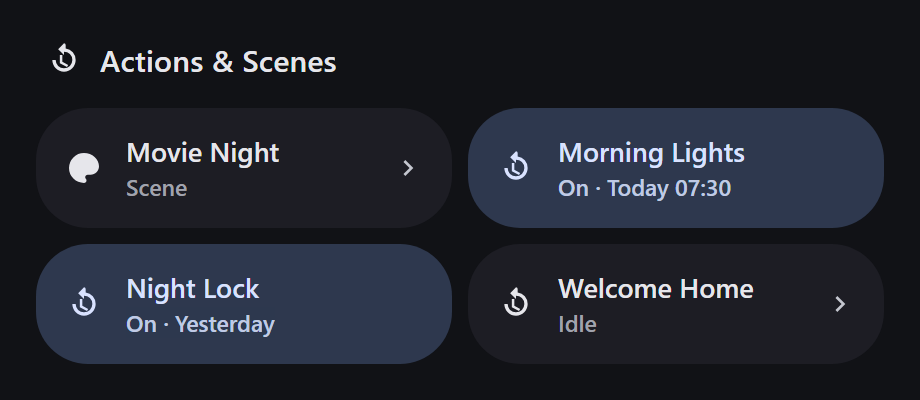 Actions & Scenes
Movie Night
Scene
Morning Lights
On · Today 07:30
Night Lock
On · Yesterday
Welcome Home
Idle